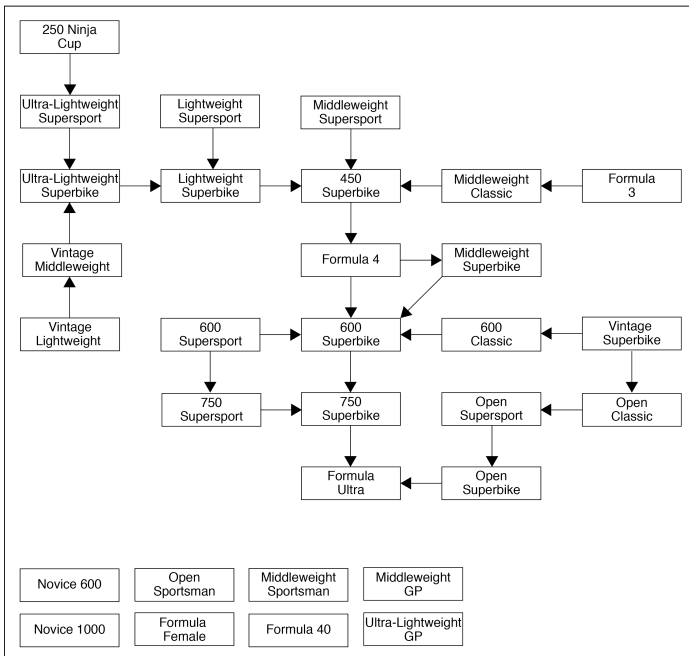 250 Ninja
Cup
Ultra-Lightweight
Supersport
Lightweight
Supersport
Middleweight
Supersport
Ultra-Lightweight
Superbike
Lightweight
Superbike
450
Superbike
Middleweight
Classic
Formula
3
Vintage
Middleweight
Formula 4
Middleweight
Superbike
Vintage
Lightweight
600
Supersport
600
Superbike
600
Classic
Vintage
Superbike
750
Supersport
750
Superbike
Open
Supersport
Open
Classic
Formula
Ultra
Open
Superbike
Novice 600
Open
Sportsman
Middleweight
Sportsman
Middleweight
GP
Novice 1000
Formula
Female
Formula 40
Ultra-Lightweight
GP